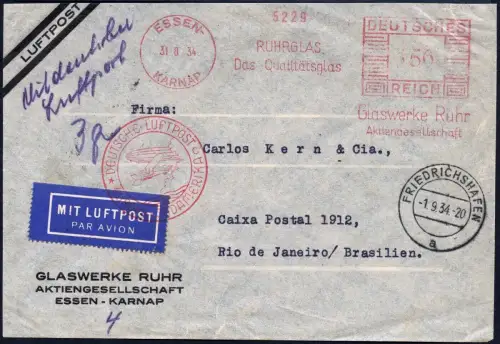 LUFTPOST
Mit deutscher
Luftpost
ESSEN-
31.8.34
KARNAP
5229
RUHRGLAS
Das Qualitätsglas
DEUTSCHES
REICH
Glaswerke Ruhr
Aktiengesellschaft
Firma:
DEUTSCHE LUFTPOST
Carlos Kern & Cia.,
FRIEDRICHSHAFEN
-1.9.34-20
a
MIT LUFTPOST
PAR AVION
Caixa Postal 1912,
Rio de Janeiro/ Brasilien.
GLASWERKE RUHR
AKTIENGESELLSCHAFT
ESSEN - KARNAP
4